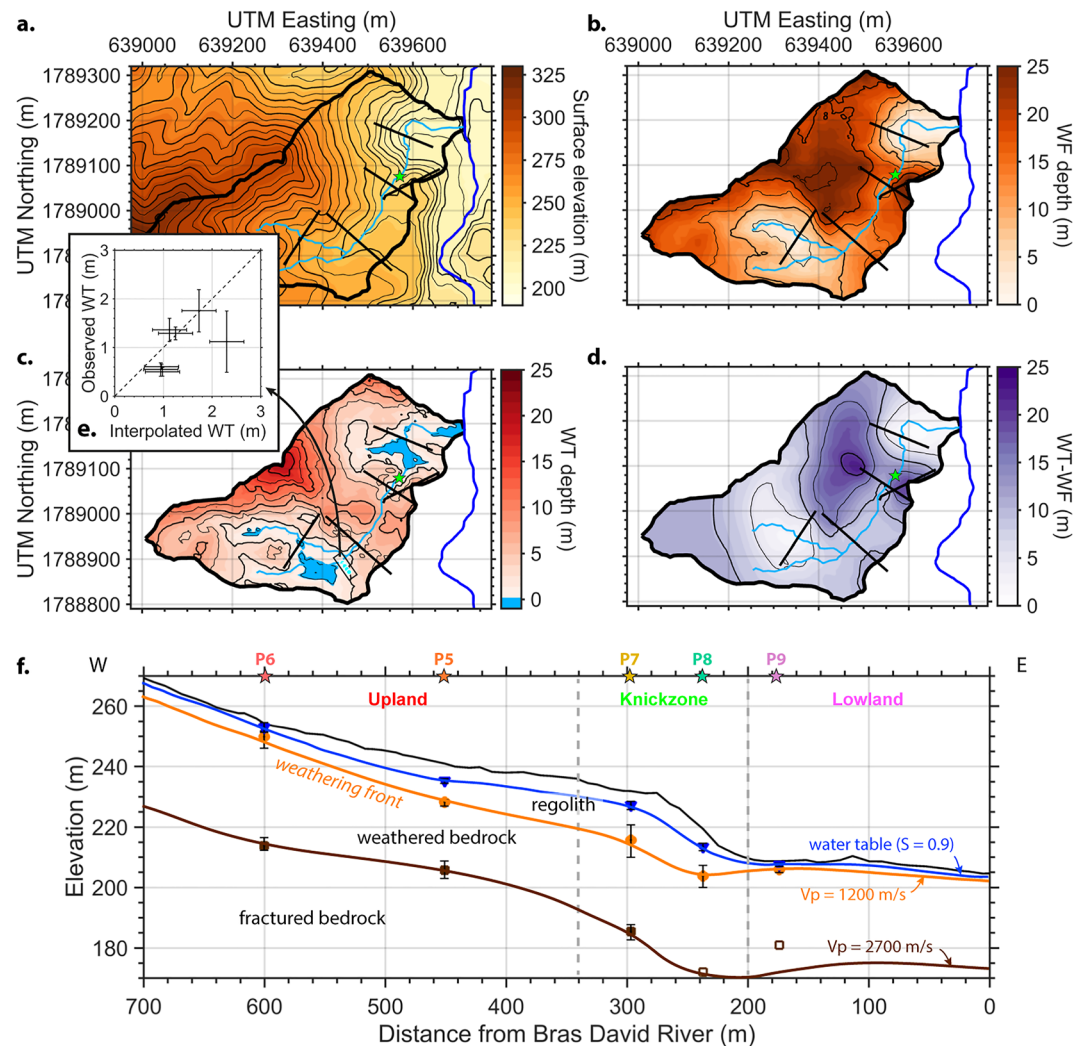 a.
UTM Easting (m)
639000 639200 639400 639600
1789300
1789200
1789100
1789000
178
178
UTM Northing (m)
325
300
275
250
225
200
Surface elevation (m)
b.
UTM Easting (m)
639000 639200 639400 639600
25
20
15
10
5
0
WF depth (m)
c.
178
178
1789100
1789000
1788900
1788800
UTM Northing (m)
25
20
15
10
5
0
WT depth (m)
d.
25
20
15
10
5
0
WT-WF (m)
3
2
1
0
Observed WT (m)
0 1 2 3
e. Interpolated WT (m)
f.
W
P6 P5 P7 P8 P9
E
Upland Knickzone Lowland
260
240
220
200
180
Elevation (m)
weathering front
regolith
weathered bedrock
water table (S = 0.9)
Vp = 1200 m/s
fractured bedrock
Vp = 2700 m/s
700 600 500 400 300 200 100 0
Distance from Bras David River (m)